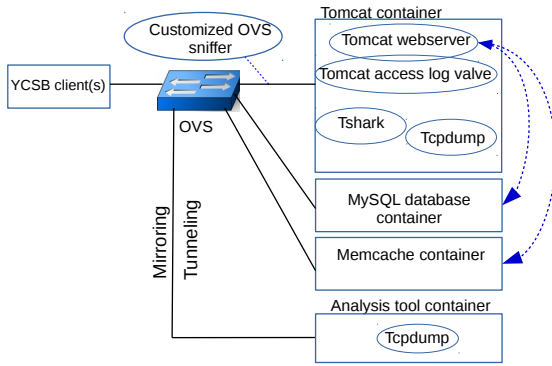 Customized OVS
sniffer
YCSB client(s)
OVS
Mirroring
Tunneling
Tomcat container
Tomcat webserver
Tomcat access log valve
Tshark
Tcpdump
MySQL database
container
Memcache container
Analysis tool container
Tcpdump